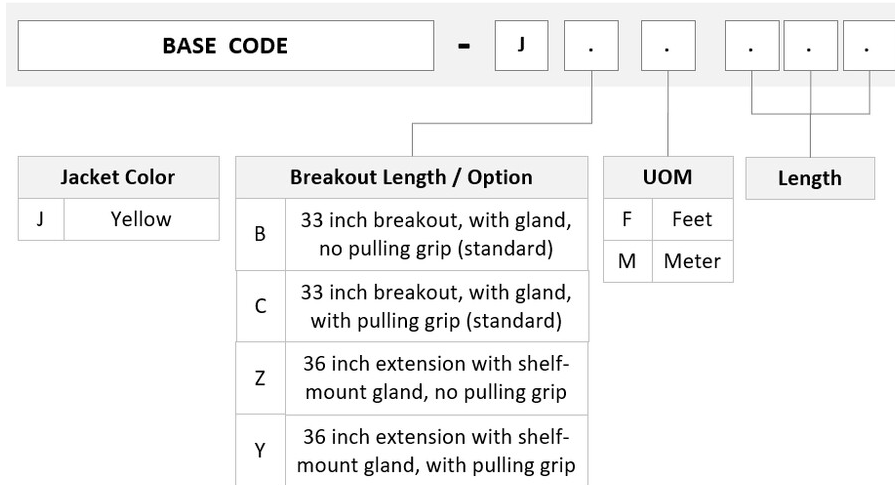 BASE CODE - J . . . . .
Jacket Color
J Yellow
Breakout Length / Option
B 33 inch breakout, with gland,
no pulling grip (standard)
C 33 inch breakout, with gland,
with pulling grip (standard)
Z 36 inch extension with shelf-
mount gland, no pulling grip
Y 36 inch extension with shelf-
mount gland, with pulling grip
UOM
F Feet
M Meter
Length